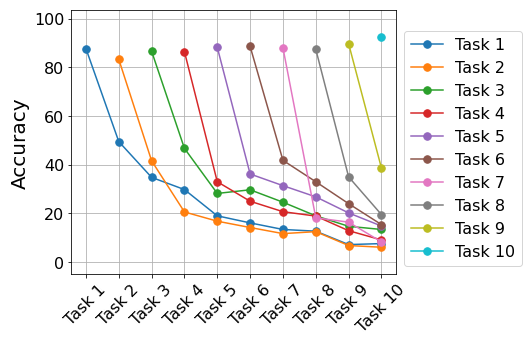 100
80
60
40
20
0
Accuracy
Task 1
Task 2
Task 3
Task 4
Task 5
Task 6
Task 7
Task 8
Task 9
Task 10
Task 1
Task 2
Task 3
Task 4
Task 5
Task 6
Task 7
Task 8
Task 9
Task 10